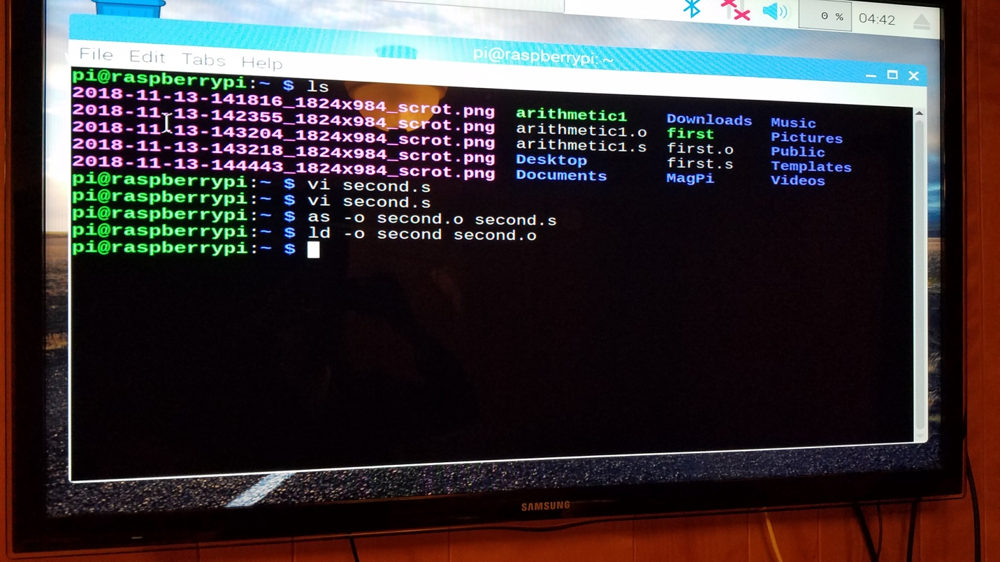 0 % 04:42
pi@raspberrypi: ~
File Edit Tabs Help
pi@raspberrypi:~ $ ls
2018-11-13-141816_1824x984_scrot.png arithmetic1 Downloads Music
2018-11-13-142355_1824x984_scrot.png arithmetic1.o first Pictures
2018-11-13-143204_1824x984_scrot.png arithmetic1.s first.o Public
2018-11-13-143218_1824x984_scrot.png Desktop first.s Templates
2018-11-13-144443_1824x984_scrot.png Documents MagPi Videos
pi@raspberrypi:~ $ vi second.s
pi@raspberrypi:~ $ vi second.s
pi@raspberrypi:~ $ as -o second.o second.s
pi@raspberrypi:~ $ ld -o second second.o
pi@raspberrypi:~ $
SAMSUNG